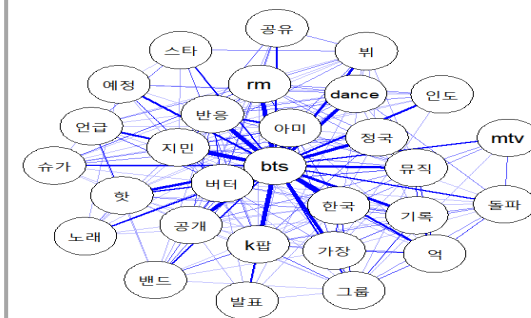 공유
스타
뷔
예정
rm
dance
인도
반응
아미
언급
정국
mtv
지민
슈가
bts
뮤직
버터
핫
한국
돌파
노래
공개
기록
k팝
가장
억
밴드
발표
그룹